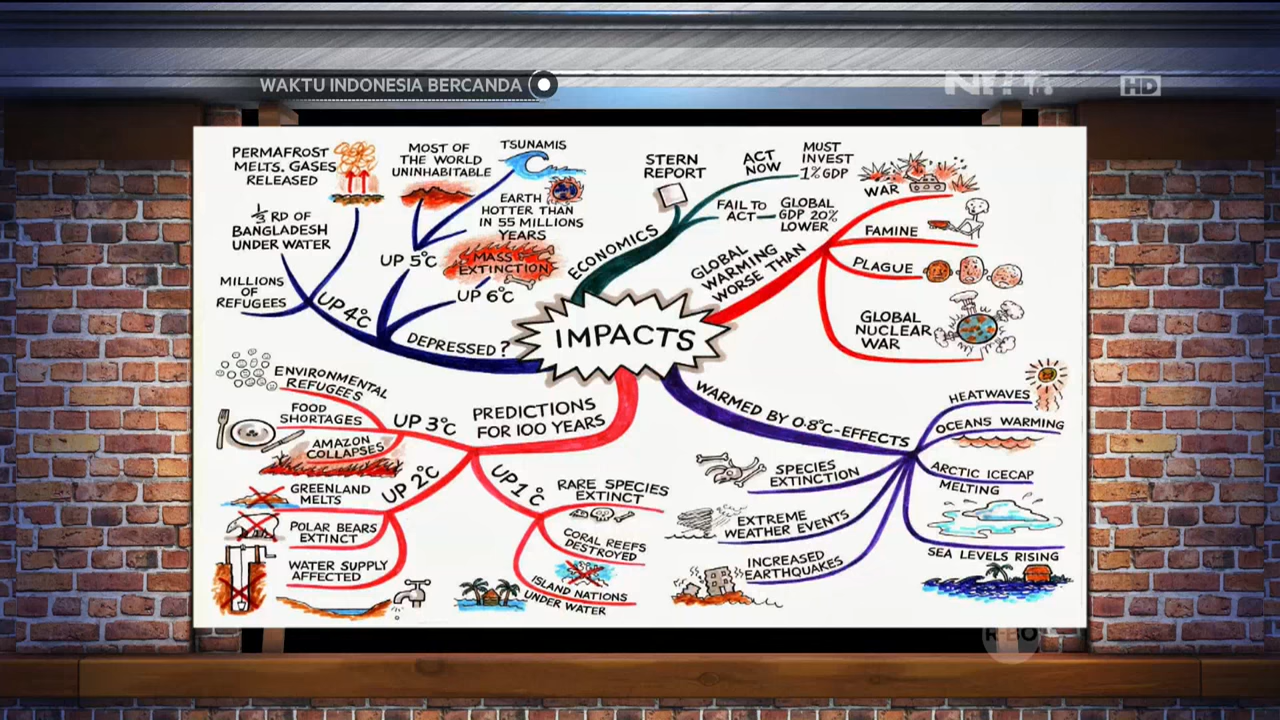 WAKTU INDONESIA BERCANDA
HD
PERMAFROST
MELTS. GASES
RELEASED
MOST OF
THE WORLD
UNINHABITABLE
TSUNAMIS
EARTH
HOTTER THAN
IN 55 MILLIONS
YEARS
⅓ RD OF
BANGLADESH
UNDER WATER
MILLIONS
OF
REFUGEES
UP 4°C
UP 5°C
MASS
EXTINCTION
UP 6°C
DEPRESSED?
STERN
REPORT
ACT
NOW
MUST
INVEST
1% GDP
FAIL TO
ACT
GLOBAL
GDP 20%
LOWER
ECONOMICS
GLOBAL
WARMING
WORSE THAN
WAR
FAMINE
PLAGUE
GLOBAL
NUCLEAR
WAR
IMPACTS
ENVIRONMENTAL
REFUGEES
FOOD
SHORTAGES
AMAZON
COLLAPSES
UP 3°C
PREDICTIONS
FOR 100 YEARS
GREENLAND
MELTS
POLAR BEARS
EXTINCT
WATER SUPPLY
AFFECTED
UP 2°C
UP 1°C
RARE SPECIES
EXTINCT
CORAL REEFS
DESTROYED
ISLAND NATIONS
UNDER WATER
WARMED BY 0.8°C-EFFECTS
SPECIES
EXTINCTION
EXTREME
WEATHER EVENTS
INCREASED
EARTHQUAKES
HEATWAVES
OCEANS WARMING
ARCTIC ICECAP
MELTING
SEA LEVELS RISING